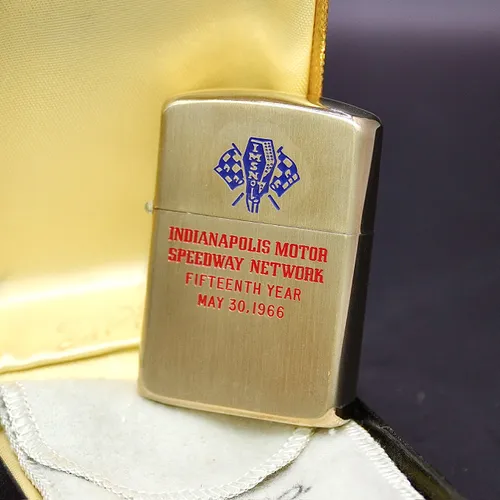 IMSN
INDIANAPOLIS MOTOR
SPEEDWAY NETWORK
FIFTEENTH YEAR
MAY 30, 1966